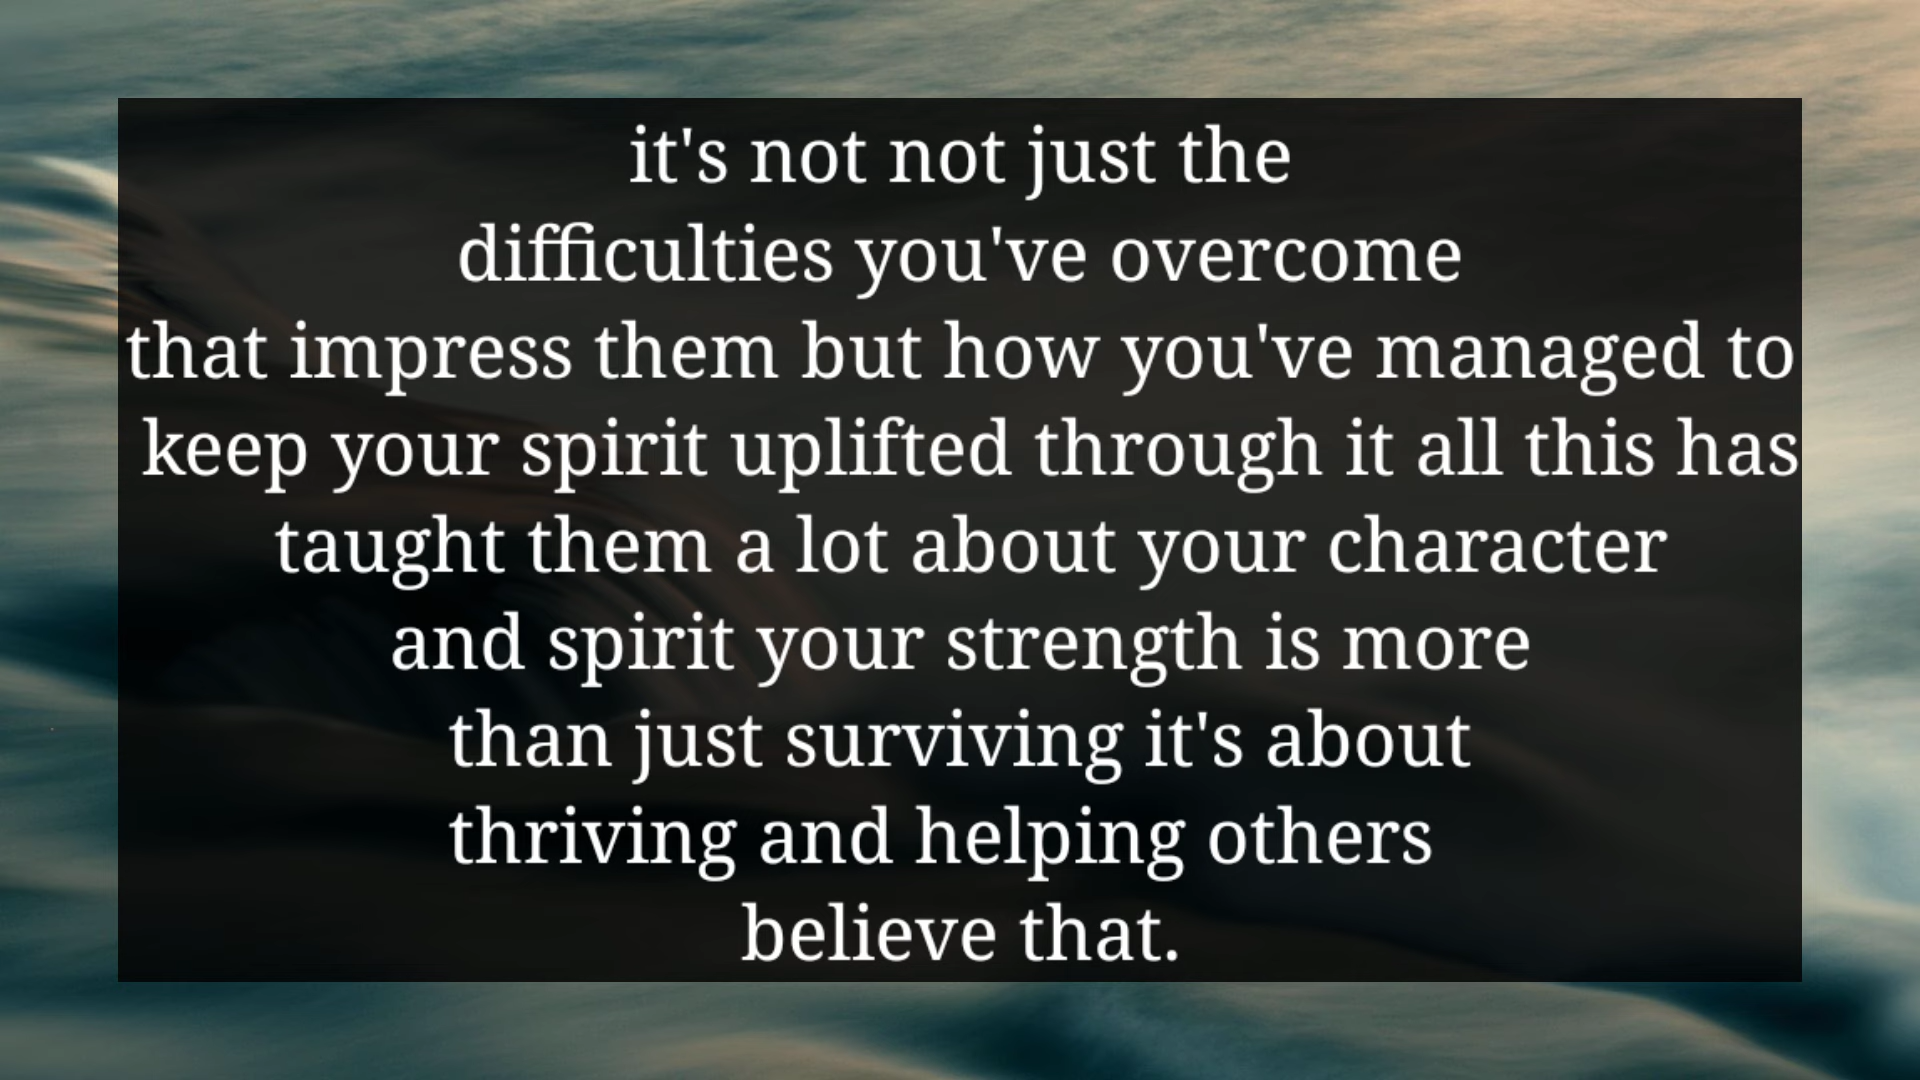 it's not not just the
difficulties you've overcome
that impress them but how you've managed to
keep your spirit uplifted through it all this has
taught them a lot about your character
and spirit your strength is more
than just surviving it's about
thriving and helping others
believe that.